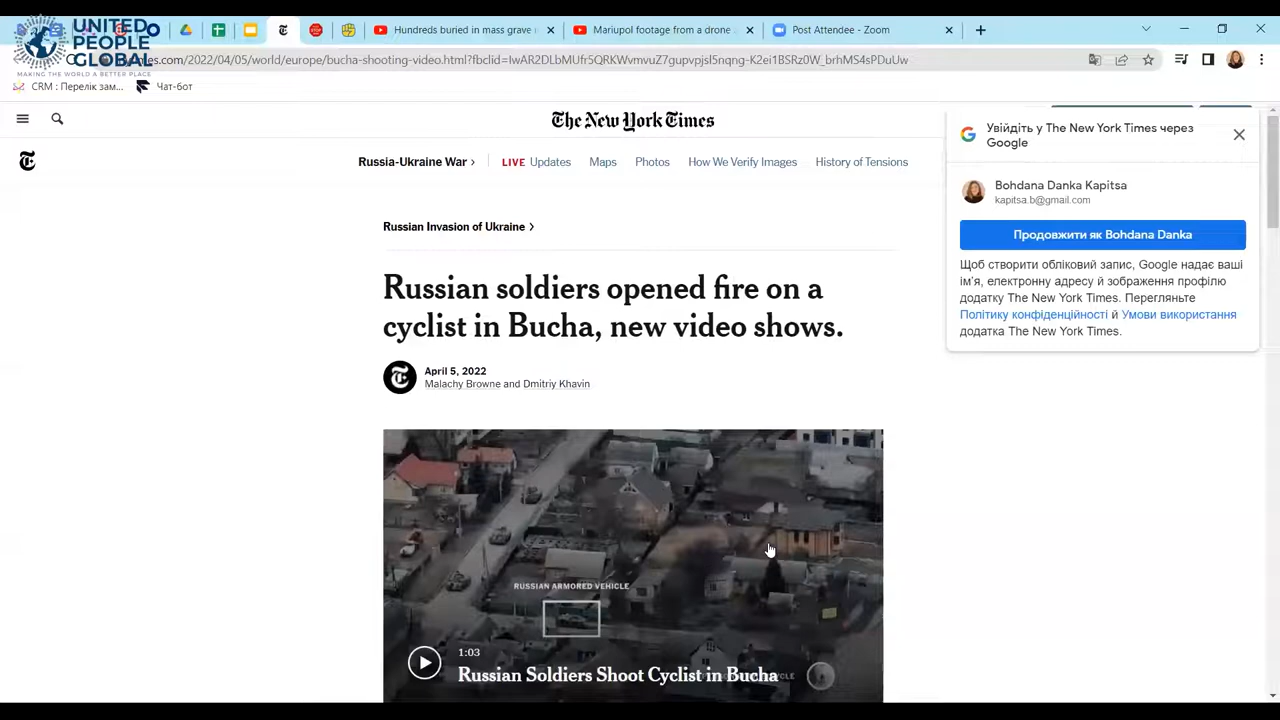 UNITED
PEOPLE
GLOBAL
MAKING THE WORLD A BETTER PLACE
Hundreds buried in mass grave
Mariupol footage from a drone
Post Attendee - Zoom
mes.com/2022/04/05/world/europe/bucha-shooting-video.html?fbclid=IwAR2DLbMUfr5QRKWvmvuZ7gupvpjsl5nqng-K2ei1BSRz0W_brhMS4sPDuUw
CRM : Перелік зам...
Чат-бот
The New York Times
Russia-Ukraine War
LIVE Updates
Maps
Photos
How We Verify Images
History of Tensions
Увійдіть у The New York Times через
Google
Bohdana Danka Kapitsa
kapitsa.b@gmail.com
Продовжити як Bohdana Danka
Щоб створити обліковий запис, Google надає ваші
ім'я, електронну адресу й зображення профілю
додатку The New York Times. Перегляньте
Політику конфіденційності й Умови використання
додатка The New York Times.
Russian Invasion of Ukraine
Russian soldiers opened fire on a
cyclist in Bucha, new video shows.
April 5, 2022
Malachy Browne and Dmitriy Khavin
RUSSIAN ARMORED VEHICLE
1:03
Russian Soldiers Shoot Cyclist in Bucha